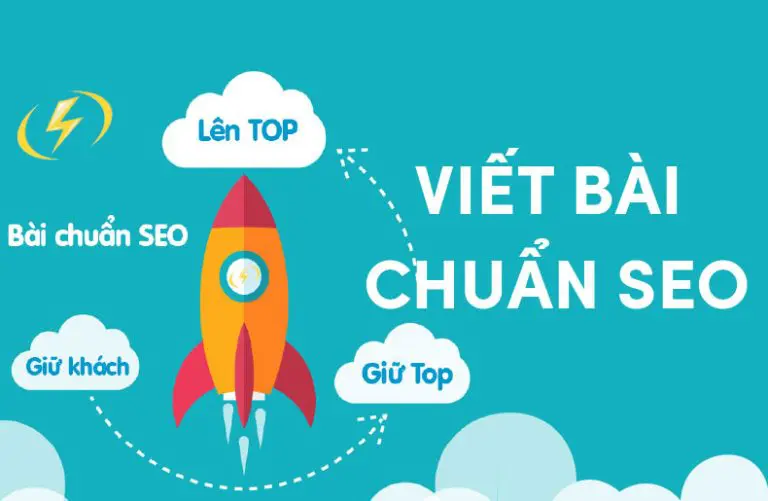 Lên TOP
VIẾT BÀI
CHUẨN SEO
Bài chuẩn SEO
Giữ khách
Giữ Top